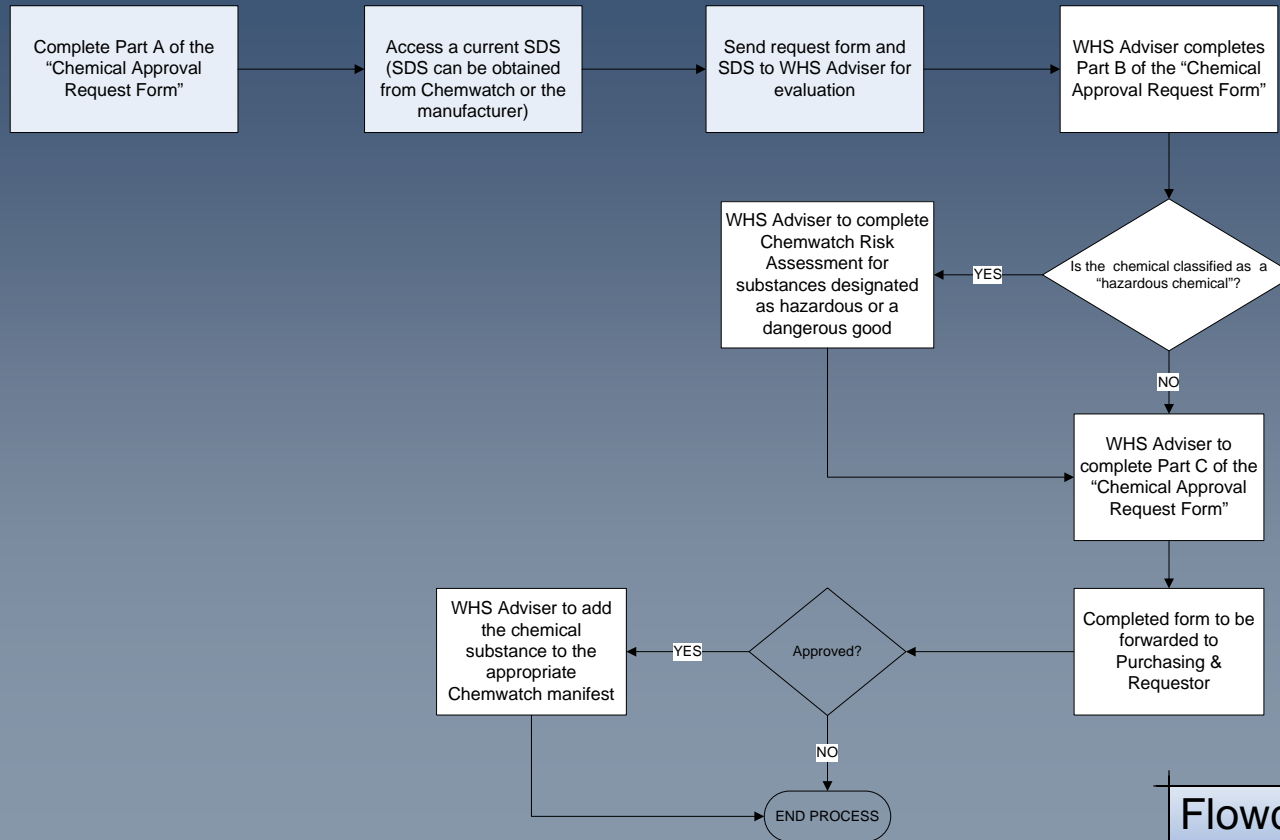 Complete Part A of the
“Chemical Approval
Request Form”
Access a current SDS
(SDS can be obtained
from Chemwatch or the
manufacturer)
Send request form and
SDS to WHS Adviser for
evaluation
WHS Adviser completes
Part B of the “Chemical
Approval Request Form”
Is the chemical classified as a
“hazardous chemical”?
YES
WHS Adviser to complete
Chemwatch Risk
Assessment for
substances designated
as hazardous or a
dangerous good
NO
WHS Adviser to
complete Part C of the
“Chemical Approval
Request Form”
Completed form to be
forwarded to
Purchasing &
Requestor
Approved?
YES
WHS Adviser to add
the chemical
substance to the
appropriate
Chemwatch manifest
NO
END PROCESS